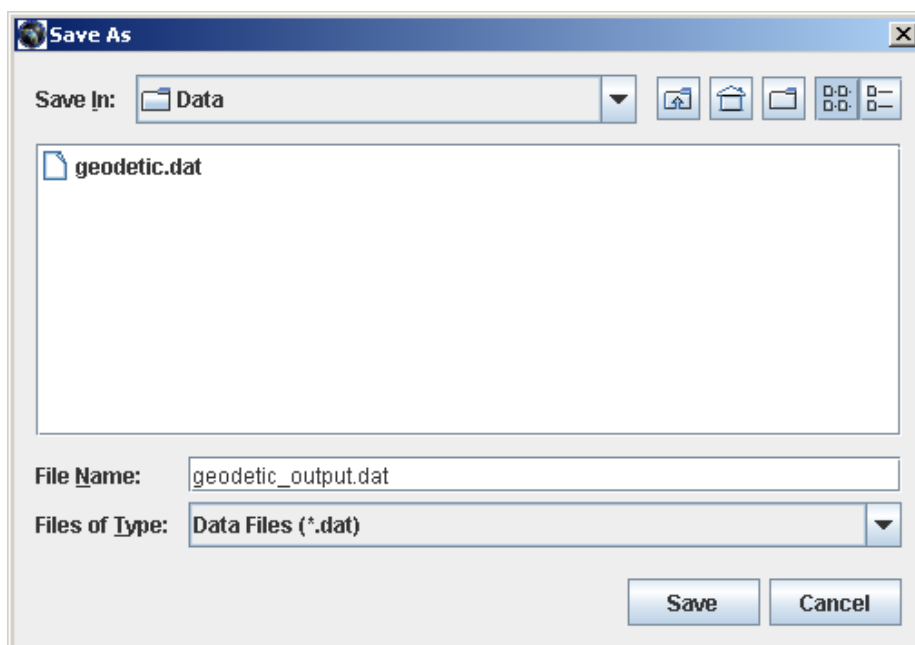 Save As
Save In: Data
geodetic.dat
File Name: geodetic_output.dat
Files of Type: Data Files (*.dat)
Save Cancel